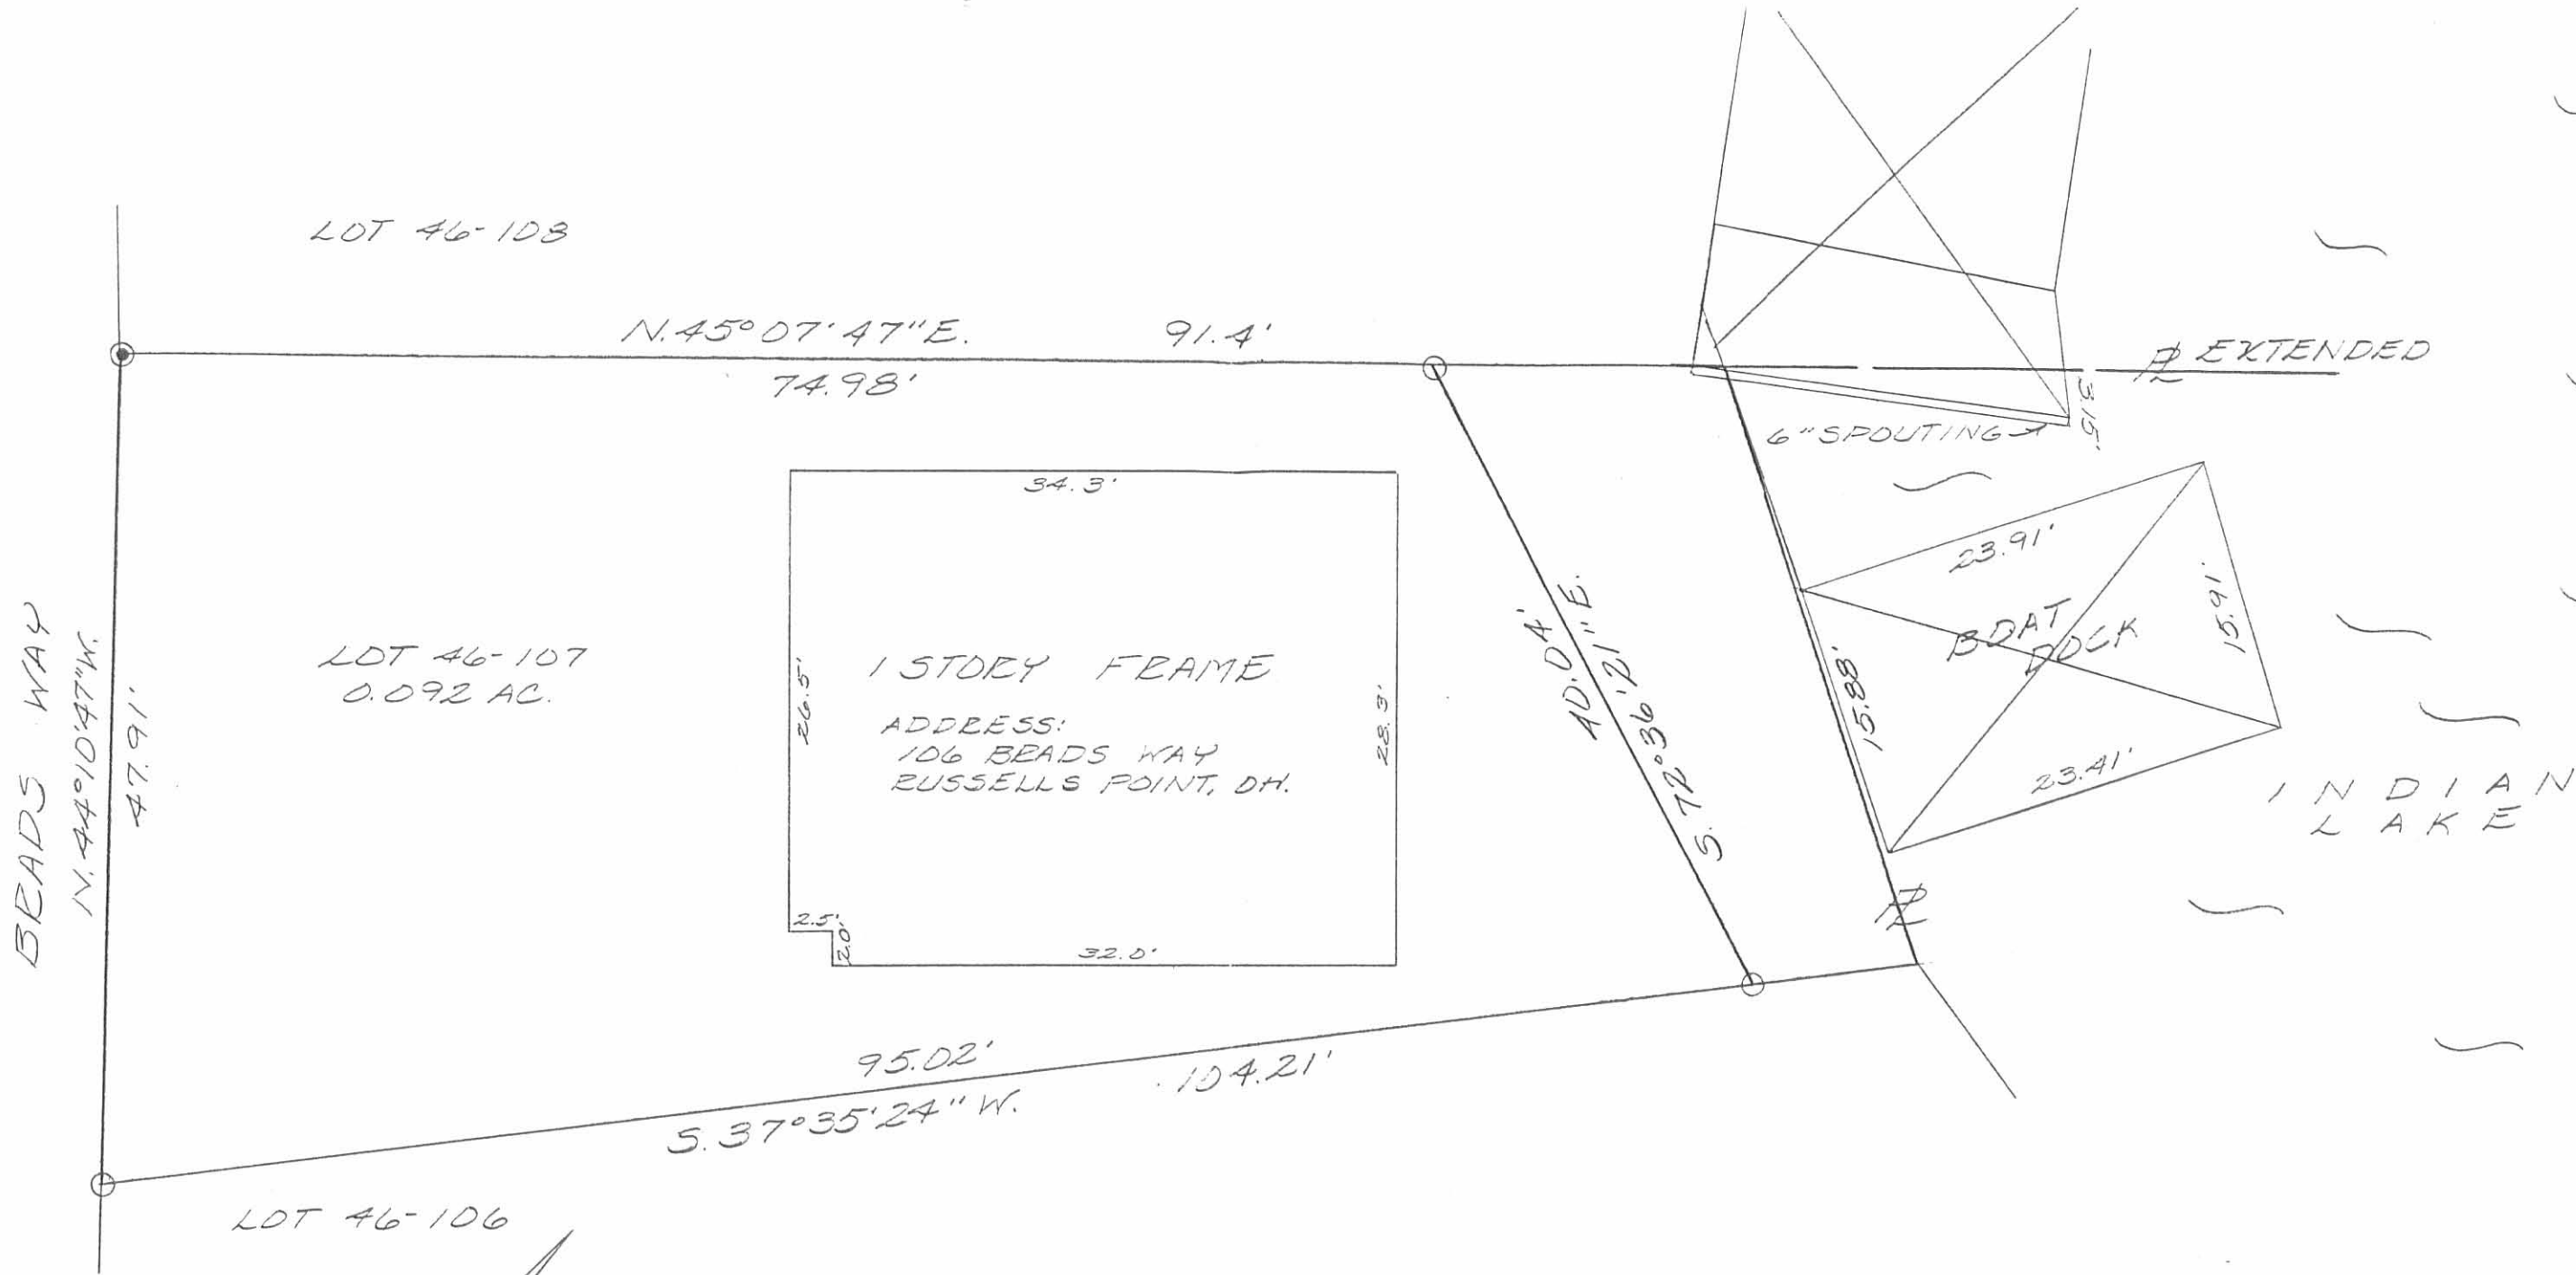 LOT 46-108
N.45°07'47"E.
91.4'
74.98'
℄ EXTENDED
6" SPOUTING
3.15'
34.3'
23.91'
BOAT
DOCK
15.91'
15.88'
23.41'
INDIAN
LAKE
BRADS WAY
N.44°10'47"W.
47.91'
LOT 46-107
0.092 AC.
26.5'
1 STORY FRAME
ADDRESS:
106 BRADS WAY
RUSSELLS POINT, OH.
28.3'
40.04'
S.72°36'21"E.
2.5'
2.0'
32.0'
℄
95.02'
104.21'
S.37°35'24"W.
LOT 46-106